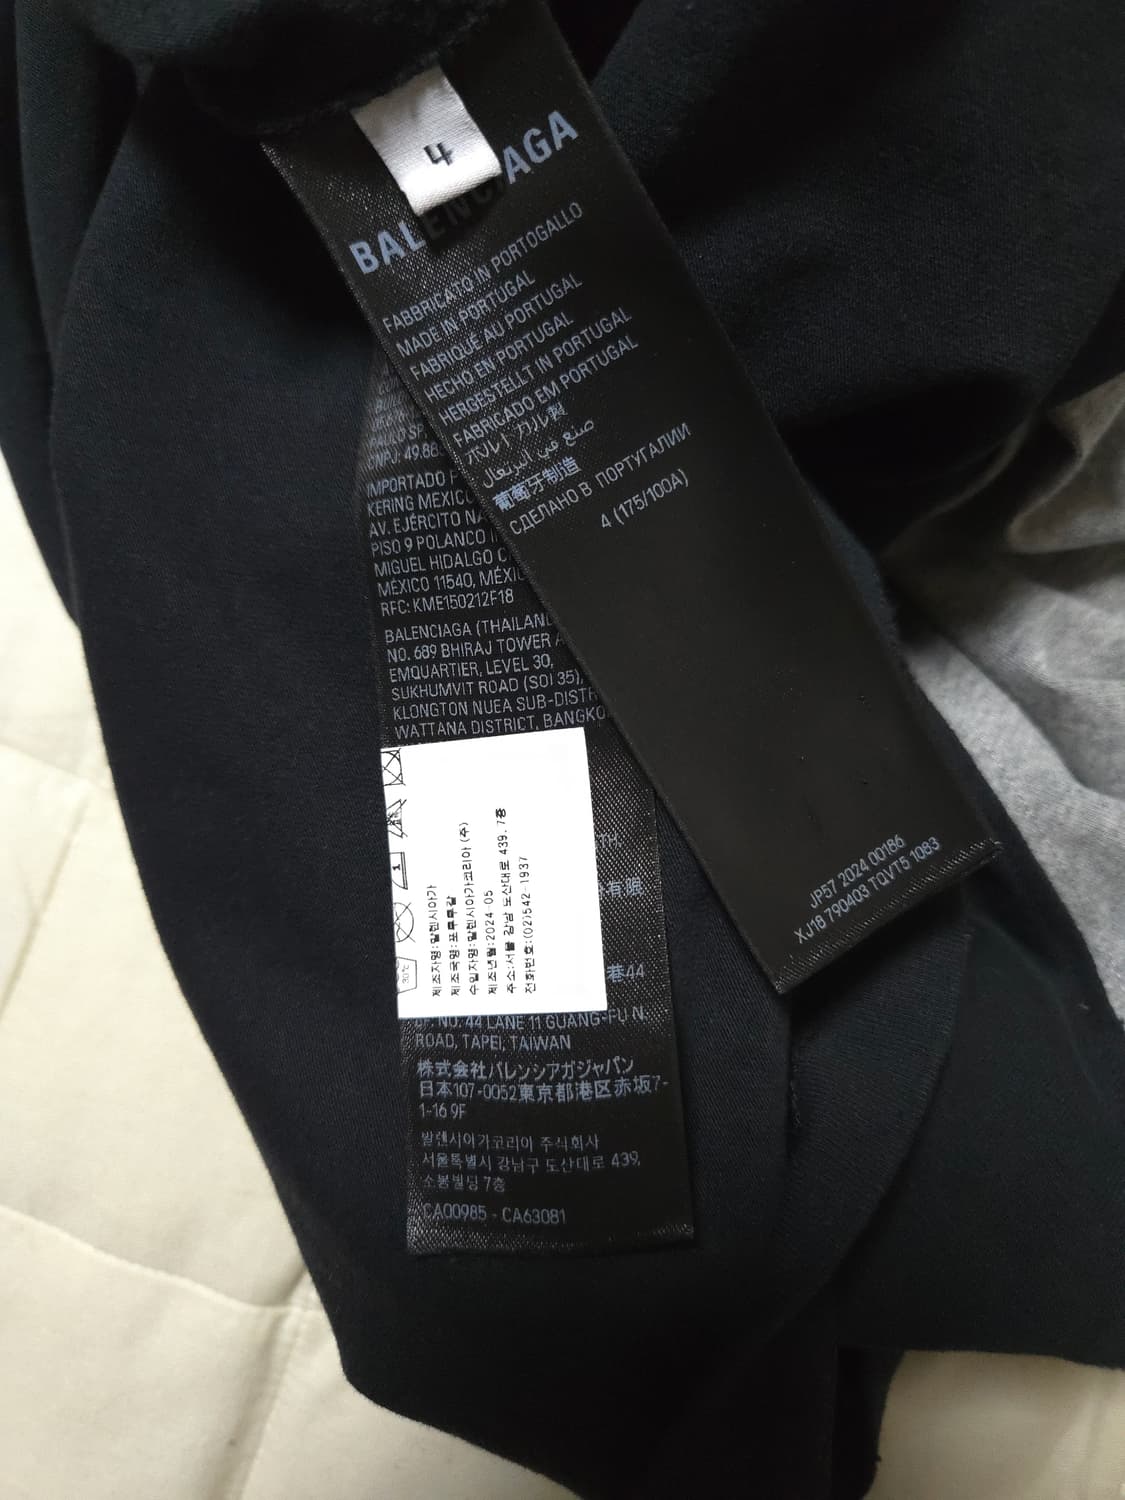 4
BALENCIAGA
FABBRICATO IN PORTOGALLO
MADE IN PORTUGAL
FABRIQUE AU PORTUGAL
HECHO EN PORTUGAL
HERGESTELLT IN PORTUGAL
FABRICADO EM PORTUGAL
ポルトガル製
صنع في البرتغال
葡萄牙制造
СДЕЛАНО В ПОРТУГАЛИИ
4 (175/100A)
JP57 2024 00186
XJ18 790403 TQVT5 1083
CNPJ: 49.88
IMPORTADO P
KERING MEXICO
AV. EJÉRCITO NA
PISO 9 POLANCO
MIGUEL HIDALGO C
MÉXICO 11540, MÉXIC
RFC: KME150212F18
BALENCIAGA (THAILAND
NO. 689 BHIRAJ TOWER A
EMQUARTIER, LEVEL 30,
SUKHUMVIT ROAD (SOI 35),
KLONGTON NUEA SUB-DISTR
WATTANA DISTRICT, BANGKO
제조자명:발렌시아가
제조국명:포루투갈
수입자명:발렌시아가코리아 (주)
제조년월:2024-05
주소:서울 강남 도산대로 439, 7층
전화번호:(02)542-1937
有限
巷44
NO. 44 LANE 11 GUANG-FU N.
ROAD, TAPEI, TAIWAN
株式会社バレンシアガジャパン
日本107-0052東京都港区赤坂7-
1-16 9F
발렌시아가코리아 주식회사
서울특별시 강남구 도산대로 439,
소봉빌딩 7층
CA00985 - CA63081